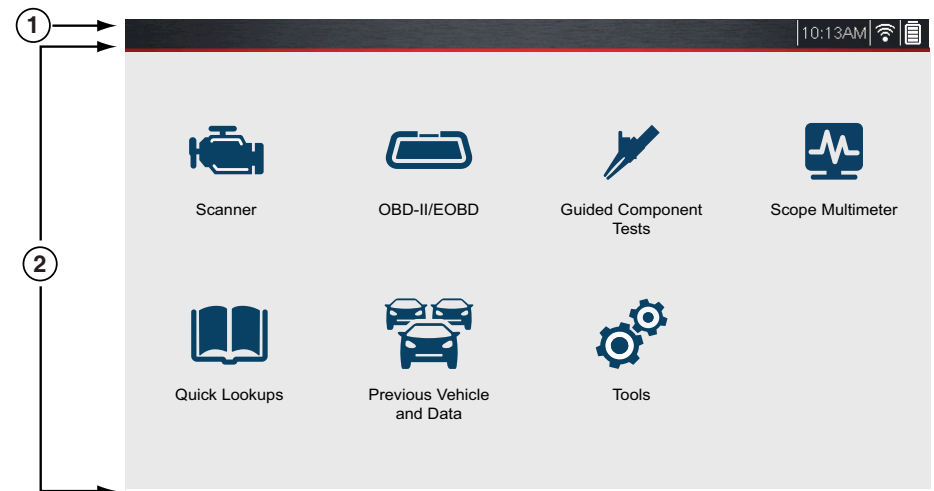 1
10:13AM
2
Scanner
OBD-II/EOBD
Guided Component
Tests
Scope Multimeter
Quick Lookups
Previous Vehicle
and Data
Tools